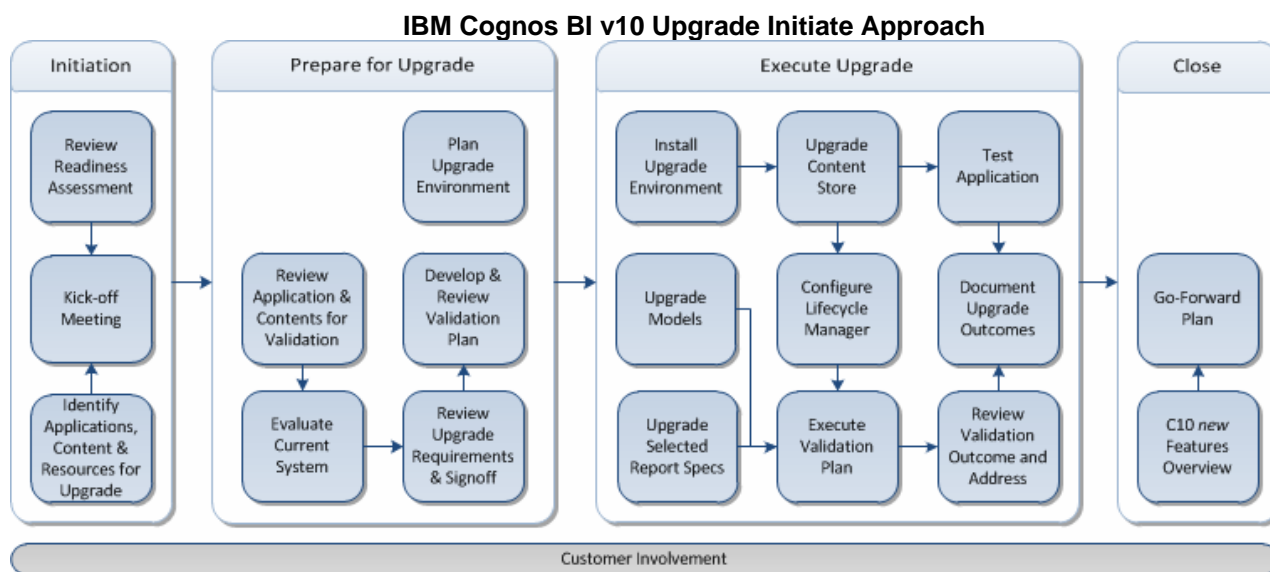 IBM Cognos BI v10 Upgrade Initiate Approach
Initiation
Review
Readiness
Assessment
Kick-off
Meeting
Identify
Applications,
Content &
Resources for
Upgrade
Prepare for Upgrade
Plan
Upgrade
Environment
Review
Application &
Contents for
Validation
Develop &
Review
Validation
Plan
Evaluate
Current
System
Review
Upgrade
Requirements
& Signoff
Execute Upgrade
Install
Upgrade
Environment
Upgrade
Content
Store
Test
Application
Upgrade
Models
Configure
Lifecycle
Manager
Document
Upgrade
Outcomes
Upgrade
Selected
Report Specs
Execute
Validation
Plan
Review
Validation
Outcome and
Address
Close
Go-Forward
Plan
C10 new
Features
Overview
Customer Involvement